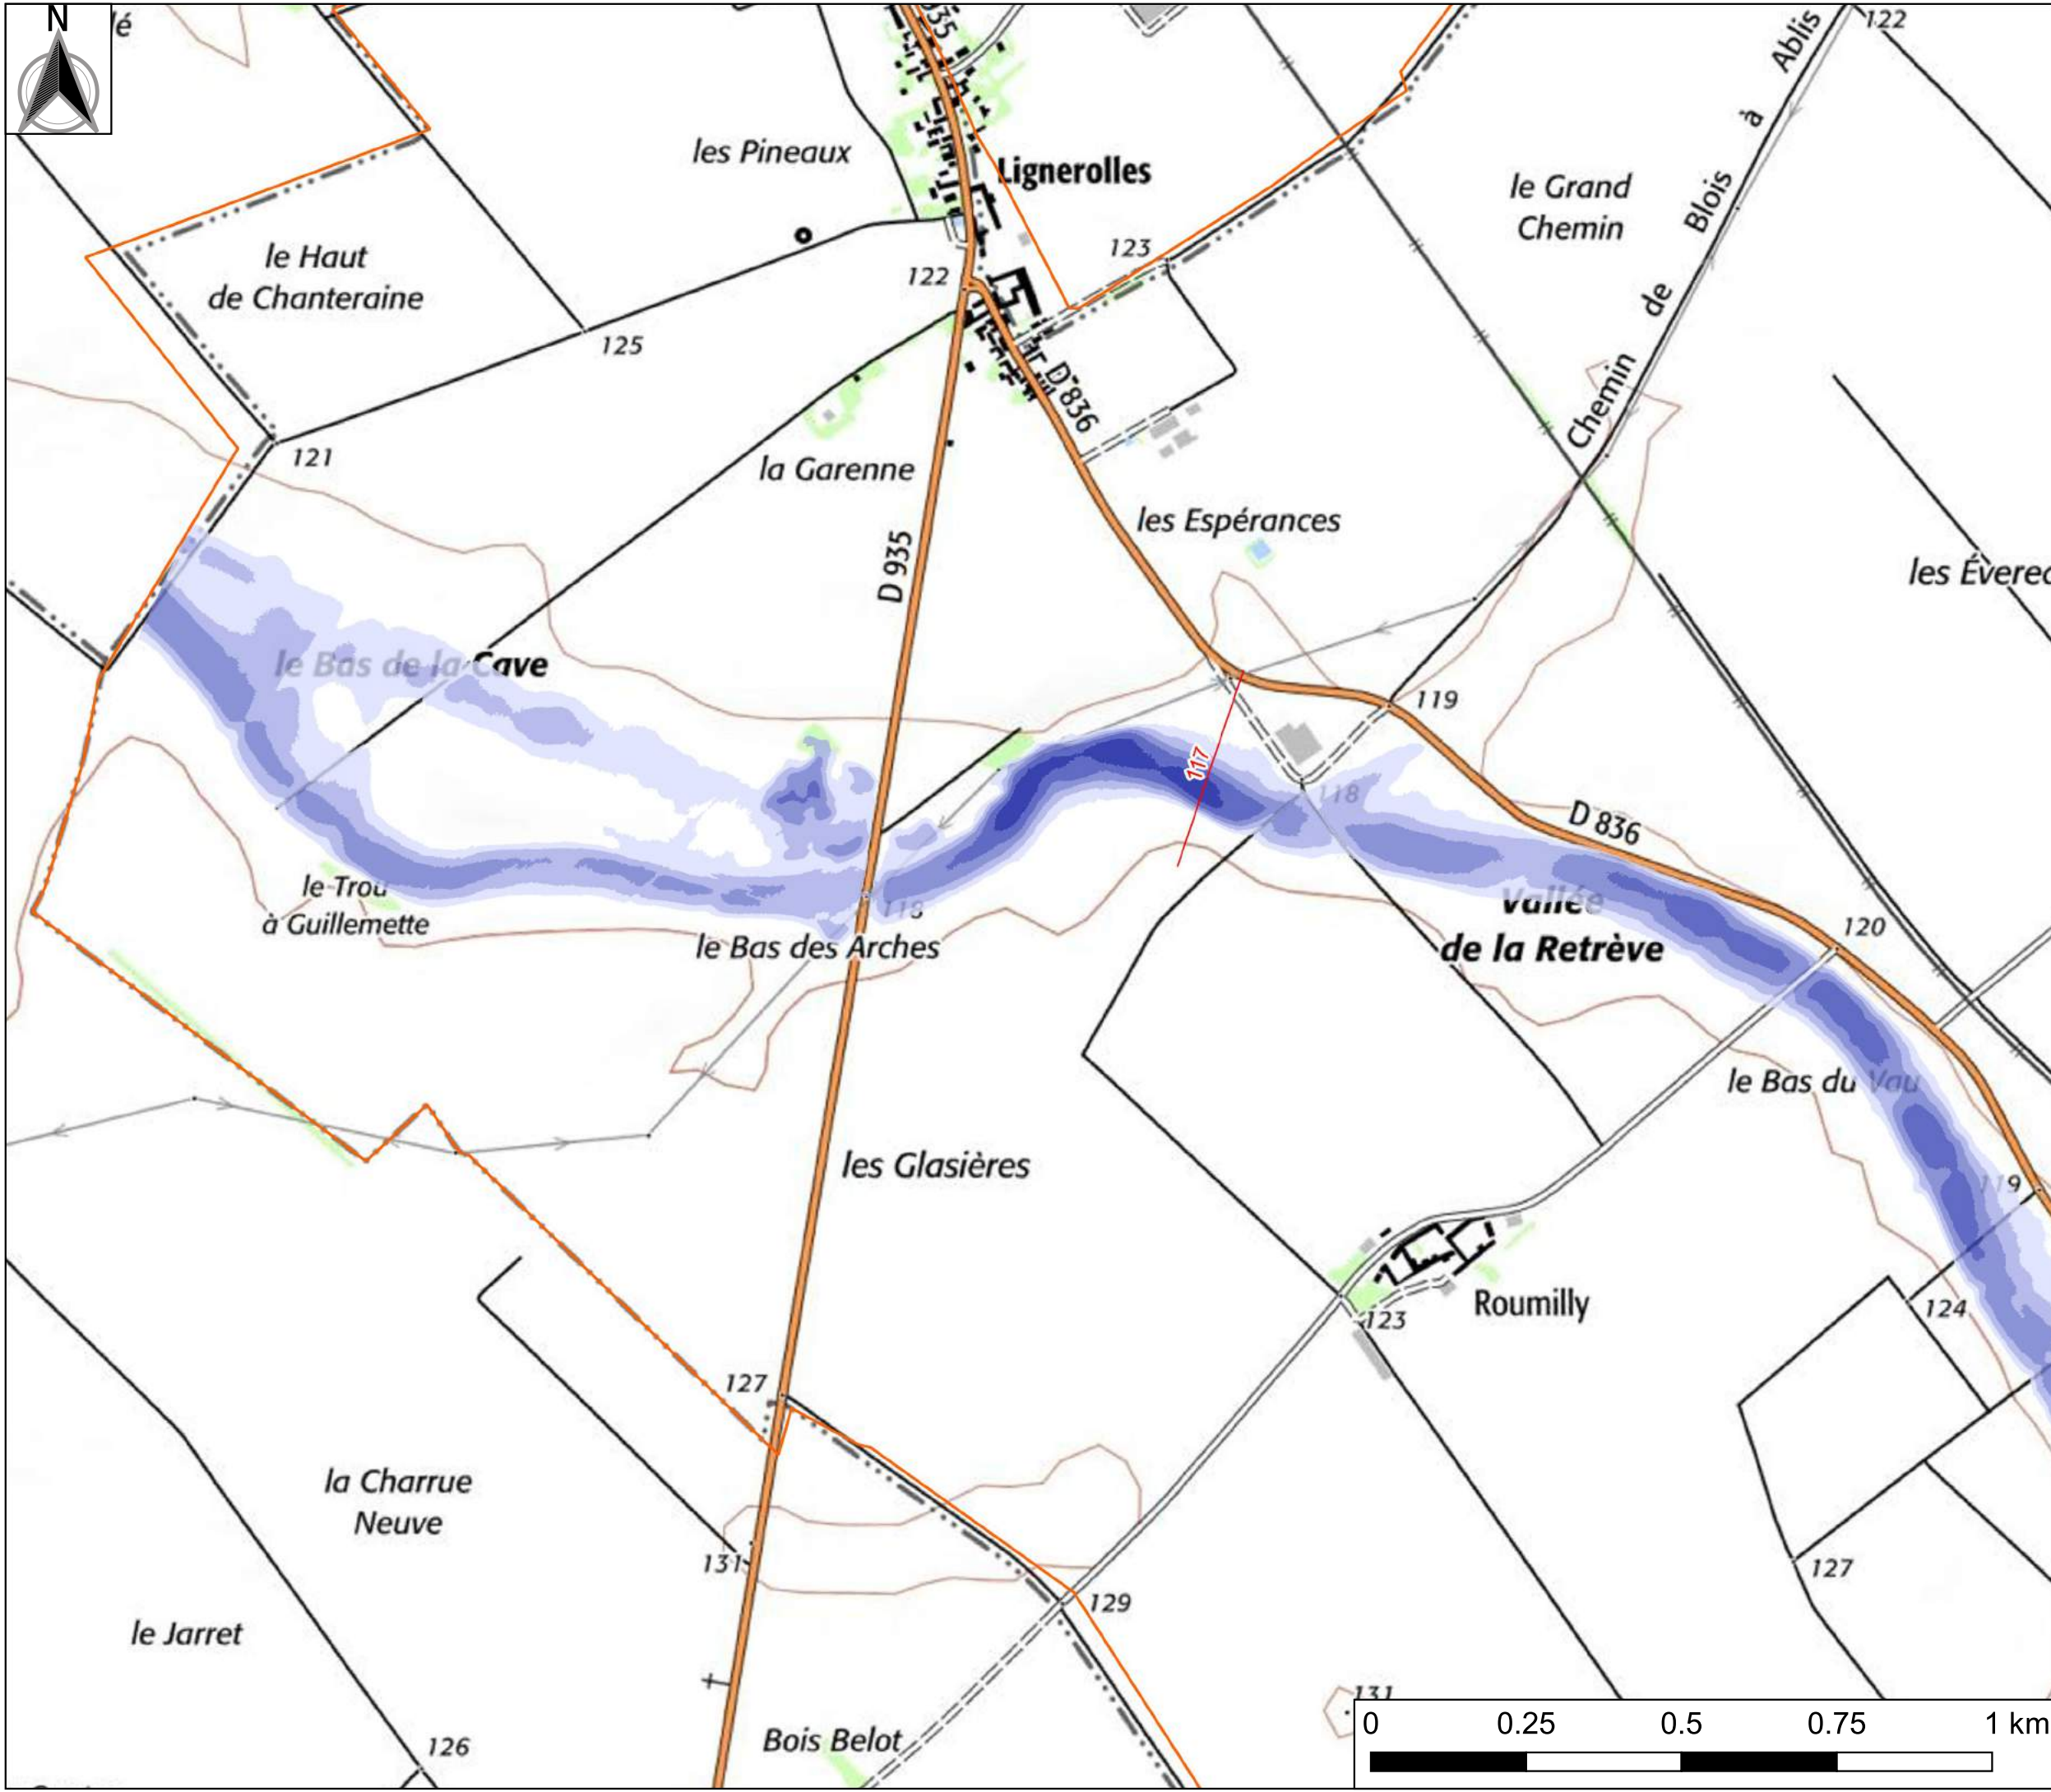 N
é
122
Chemin de Blois à Ablis
les Pineaux
Lignerolles
le Grand
Chemin
le Haut
de Chanteraine
123
122
125
D 836
121
la Garenne
les Espérances
D 935
les Évere
le Bas de la Cave
119
117
118
D 836
le Trou
à Guillemette
118
Vallée
de la Retrève
120
le Bas des Arches
le Bas du Vau
les Glasières
119
Roumilly
123
124
127
la Charrue
Neuve
131
127
129
le Jarret
131
Bois Belot
126
0 0.25 0.5 0.75 1 km